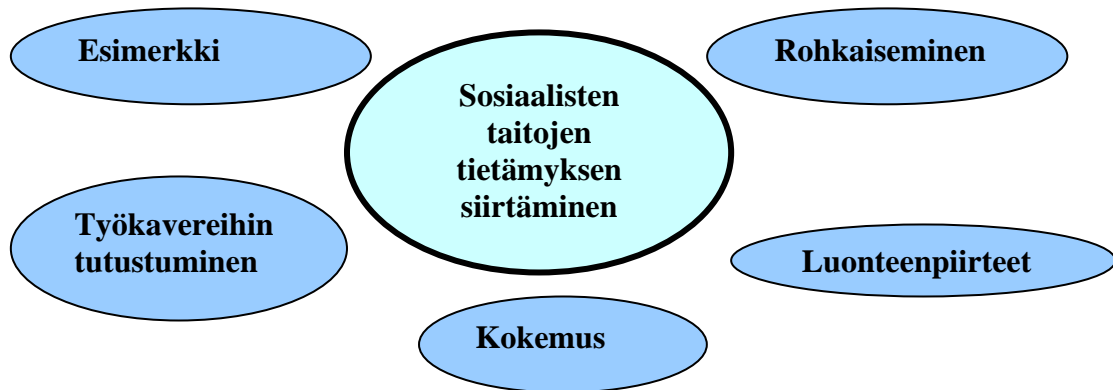 Esimerkki
Rohkaiseminen
Sosiaalisten
taitojen
tietämyksen
siirtäminen
Työkavereihin
tutustuminen
Luonteenpiirteet
Kokemus